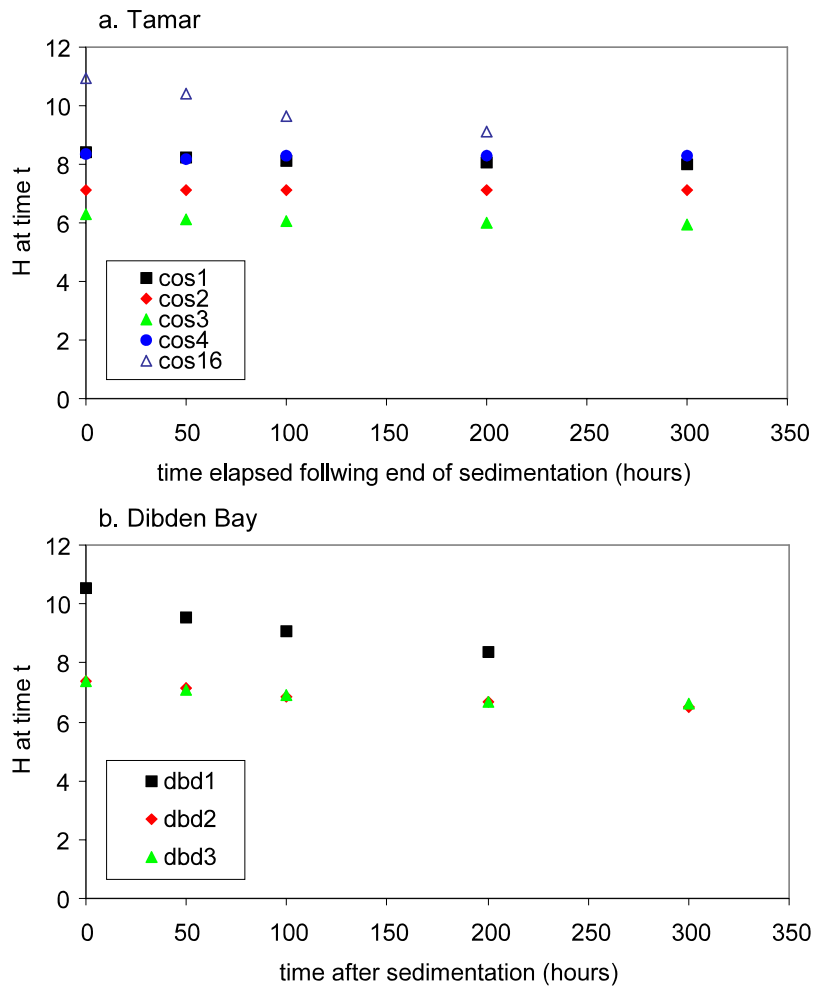 a. Tamar
12
10
8
6
4
2
0
H at time t
cos1
cos2
cos3
cos4
cos16
0 50 100 150 200 250 300 350
time elapsed follwing end of sedimentation (hours)
b. Dibden Bay
12
10
8
6
4
2
0
H at time t
dbd1
dbd2
dbd3
0 50 100 150 200 250 300 350
time after sedimentation (hours)